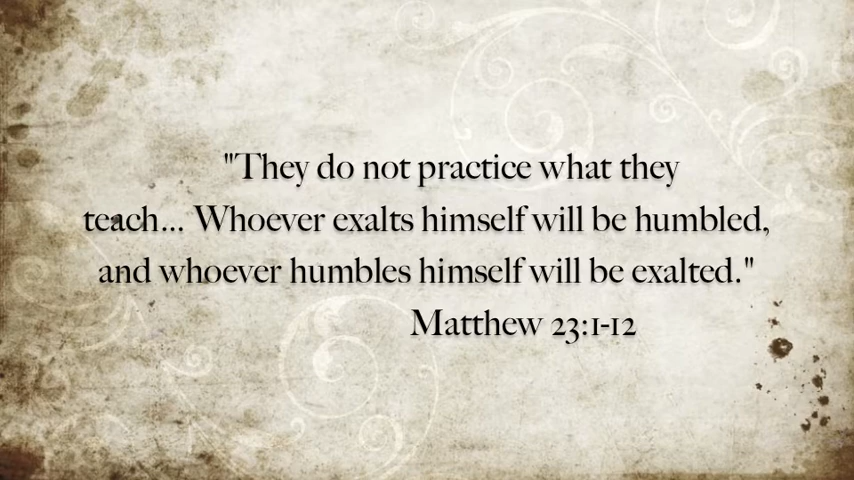 "They do not practice what they
teach... Whoever exalts himself will be humbled,
and whoever humbles himself will be exalted."
Matthew 23:1-12